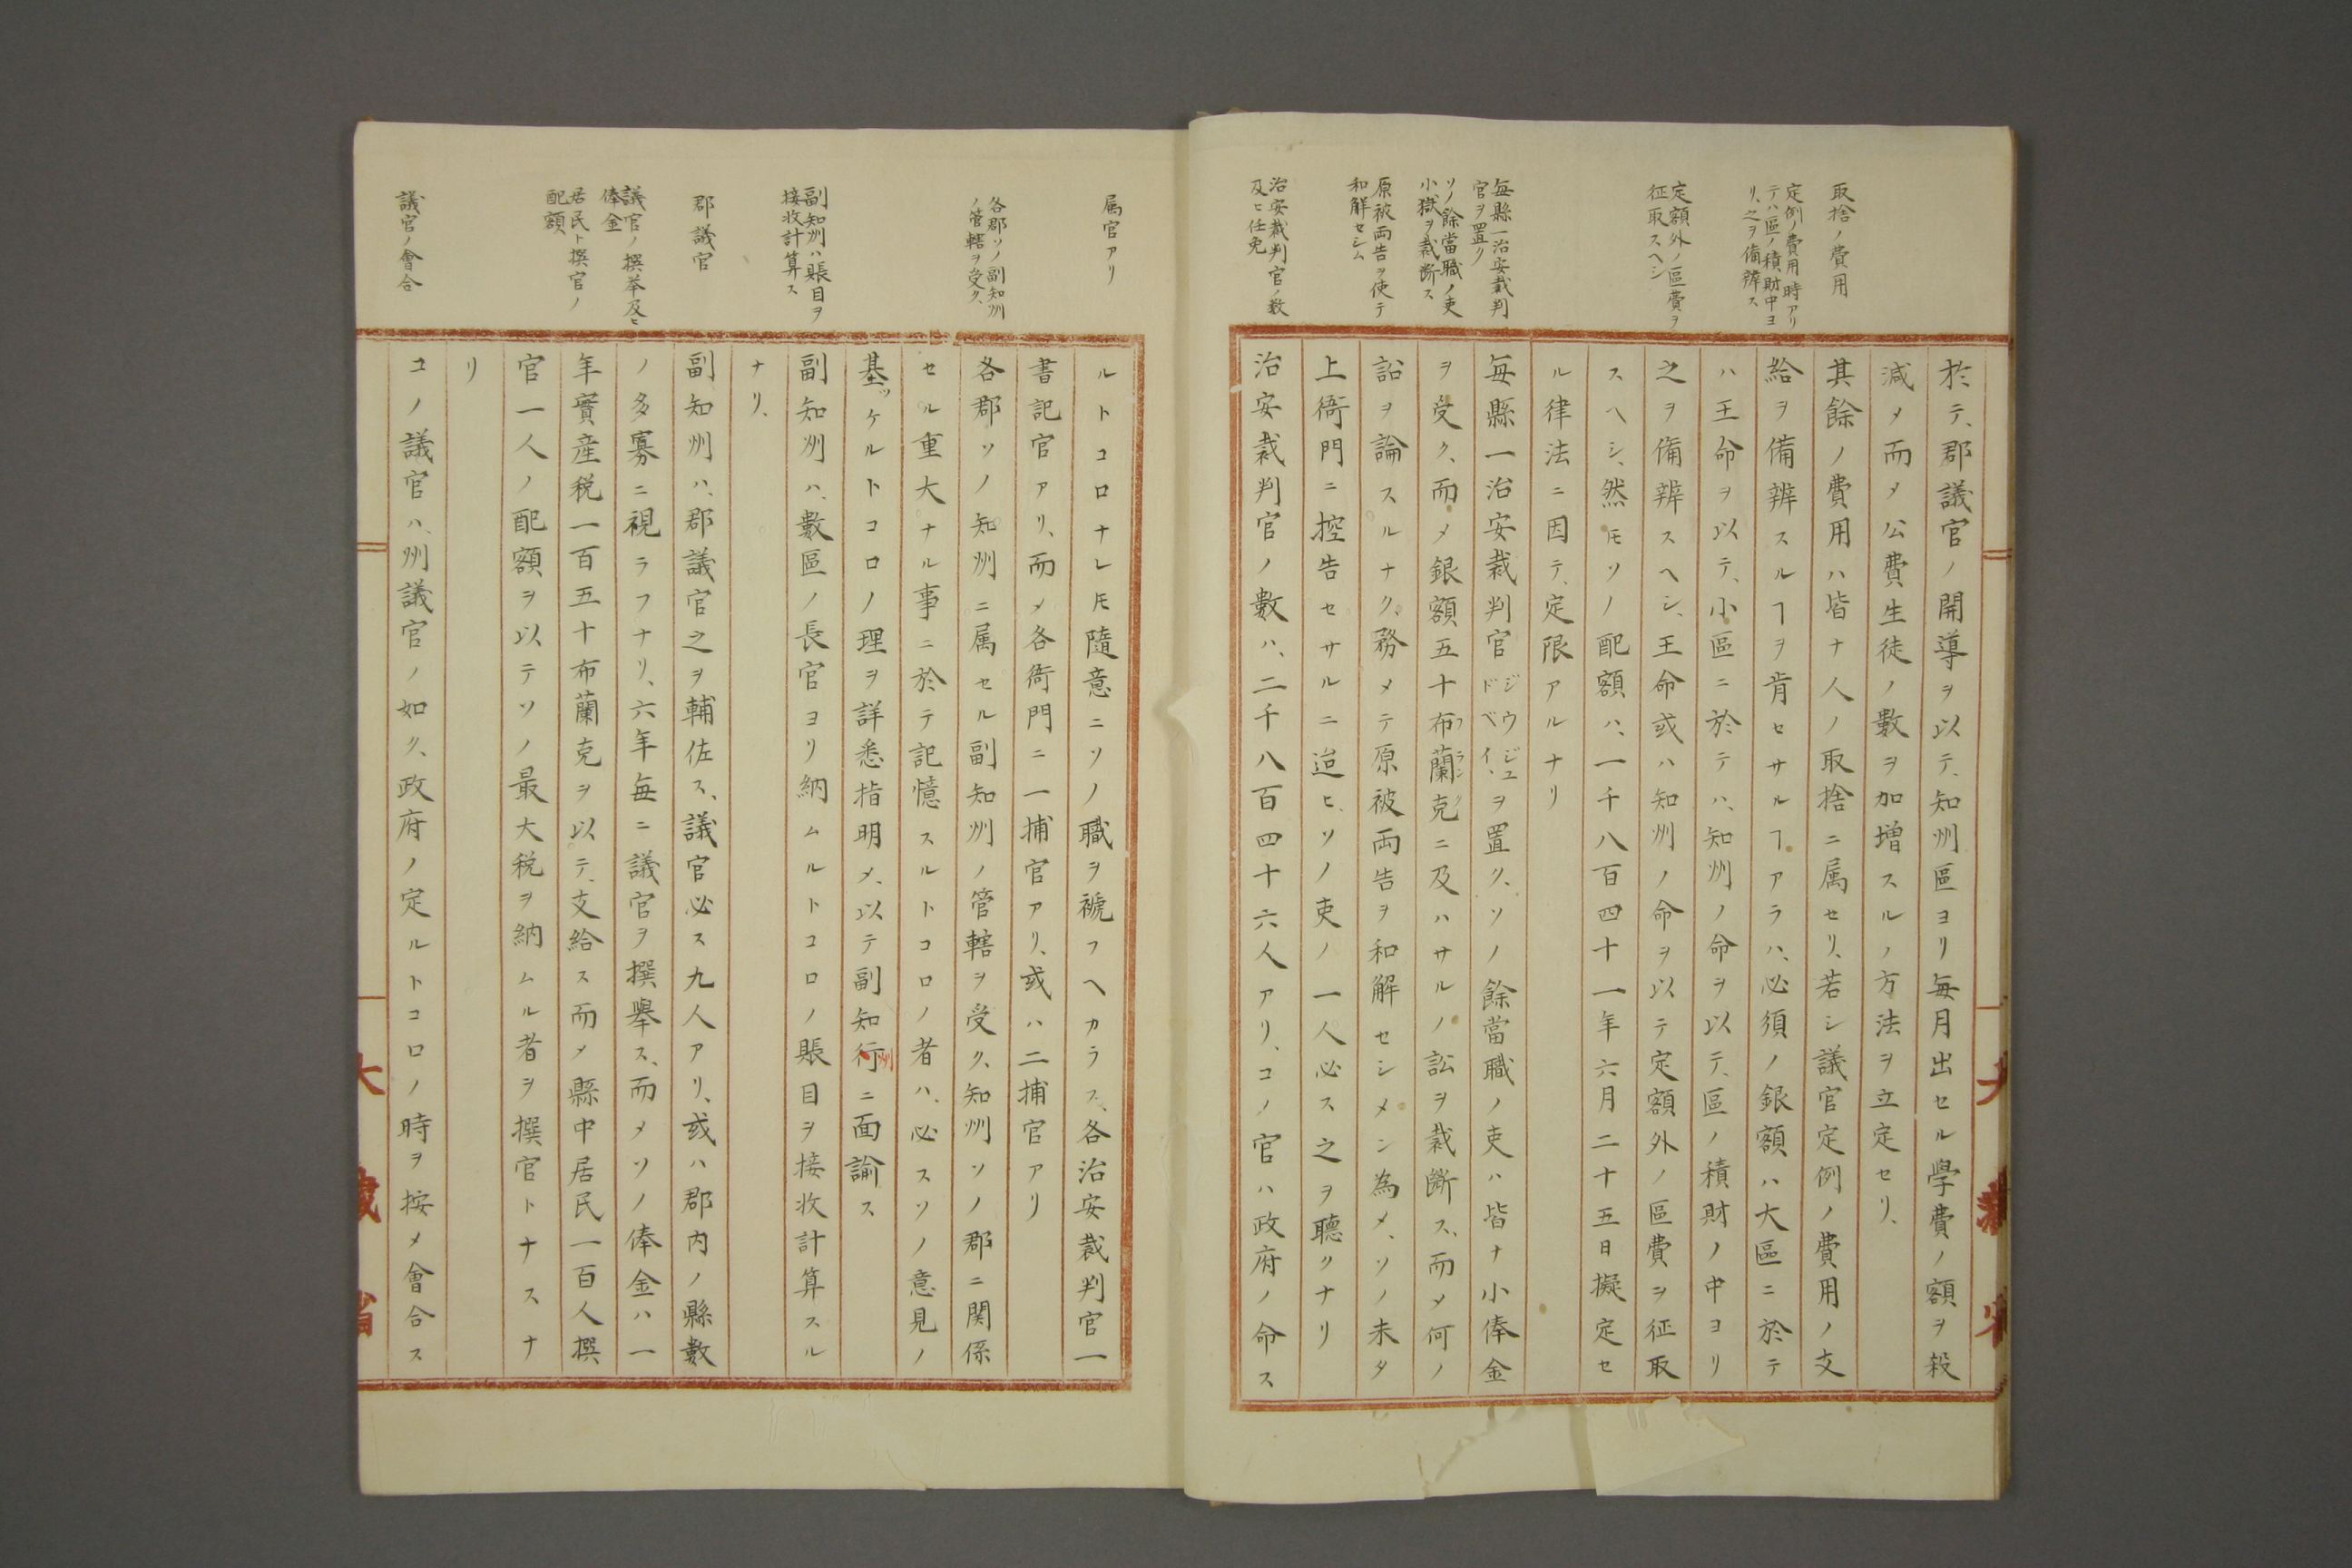 取捨ノ費用
定例ノ費用時アリ
テハ區ノ積財中ヨ
リ、之ヲ備辨ス
定額外ノ區費ヲ
征取スヘシ
毎縣一治安裁判
官ヲ置ク
ソノ餘當職ノ吏
小獄ヲ裁断ス
原被両告ヲ使テ
和解セシム
治安裁判官ノ数
及ヒ任免
於テ、郡議官ノ開導ヲ以テ、知州區ヨリ毎月出セル學費ノ額ヲ殺
減メ而メ公費生徒ノ數ヲ加増スルノ方法ヲ立定セリ、
其餘ノ費用ハ皆ナ人ノ取捨ニ属セリ、若シ議官定例ノ費用ノ支
給ヲ備辨スルヿヲ肯セサルヿアラハ、必須ノ銀額ハ大區ニ於テ
ハ王命ヲ以テ、小區ニ於テハ、知州ノ命ヲ以テ、區ノ積財ノ中ヨリ
之ヲ備辨スヘシ、王命或ハ知州ノ命ヲ以テ定額外ノ區費ヲ征取
スヘシ、然モソノ配額ハ、一千八百四十一年六月二十五日擬定セ
ル律法ニ因テ、定限アルナリ
毎縣一治安裁判官ジウジユドベイ、ヲ置ク、ソノ餘當職ノ吏ハ皆ナ小俸金
ヲ受ク、而メ銀額五十布蘭克フランクニ及ハサルノ訟ヲ裁断ス、而メ何ノ
訟ヲ論スルナク、務メテ原被両告ヲ和解セシメン為メ、ソノ未タ
上衙門ニ控告セサルニ迨ヒ、ソノ吏ノ一人必ス之ヲ聽クナリ
治安裁判官ノ數ハ、二千八百四十六人アリ、コノ官ハ政府ノ命ス
大藏省
属官アリ
各郡ソノ副知州
ノ管轄ヲ受ク、
副知州ハ賬目ヲ
接收計算ス
郡議官
議官ノ撰挙及ヒ
俸金
居民ト撰官ノ
配額
議官ノ會合
ルトコロナレモ隨意ニソノ職ヲ褫フヘカラス、各治安裁判官一
書記官アリ、而メ各衙門ニ一捕官アリ、或ハ二捕官アリ
各郡ソノ知州ニ属セル副知州ノ管轄ヲ受ク、知州ソノ郡ニ関係
セル重大ナル事ニ於テ記憶スルトコロノ者ハ、必スソノ意見ノ
基ツケルトコロノ理ヲ詳悉指明メ、以テ副知行州ニ面諭ス
副知州ハ、數區ノ長官ヨリ納ムルトコロノ賬目ヲ接收計算スル
ナリ、
副知州ハ、郡議官之ヲ輔佐ス、議官必ス九人アリ、或ハ郡内ノ縣數
ノ多寡ニ視ラフナリ、六年毎ニ議官ヲ撰舉ス、而メソノ俸金ハ一
年實産税一百五十布蘭克ヲ以テ、支給ス而メ縣中居民一百人撰
官一人ノ配額ヲ以テソノ最大税ヲ納ムル者ヲ撰官トナスナ
リ
コノ議官ハ、州議官ノ如ク、政府ノ定ルトコロノ時ヲ按メ會合ス
大藏省